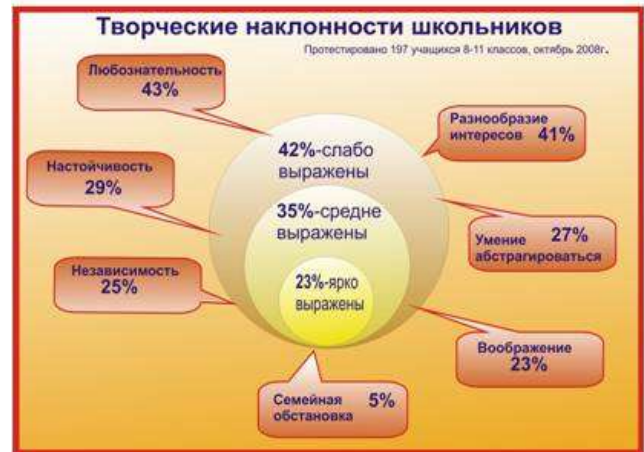 Творческие наклонности школьников
Протестировано 197 учащихся 8-11 классов, октябрь 2008г.
Любознательность
43%
Разнообразие
интересов 41%
42%-слабо
выражены
Настойчивость
29%
35%-средне
выражены
Умение 27%
абстрагироваться
Независимость
25%
23%-ярко
выражены
Воображение
23%
Семейная 5%
обстановка